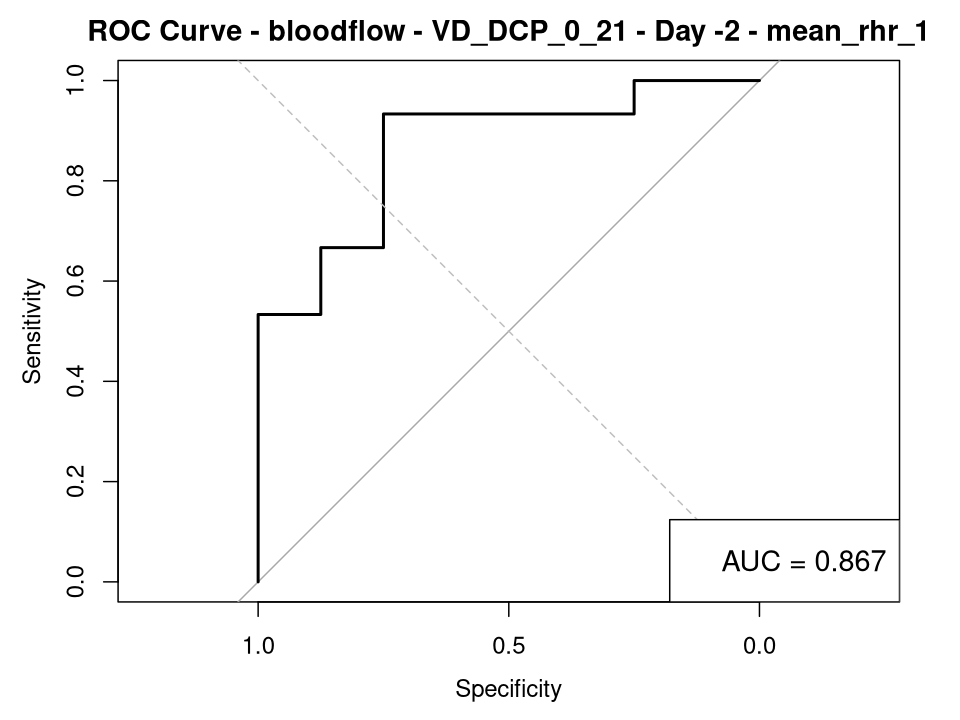 ROC Curve - bloodflow - VD_DCP_0_21 - Day -2 - mean_rhr_1
1.0
0.8
0.6
0.4
0.2
0.0
Sensitivity
AUC = 0.867
1.0 0.5 0.0
Specificity